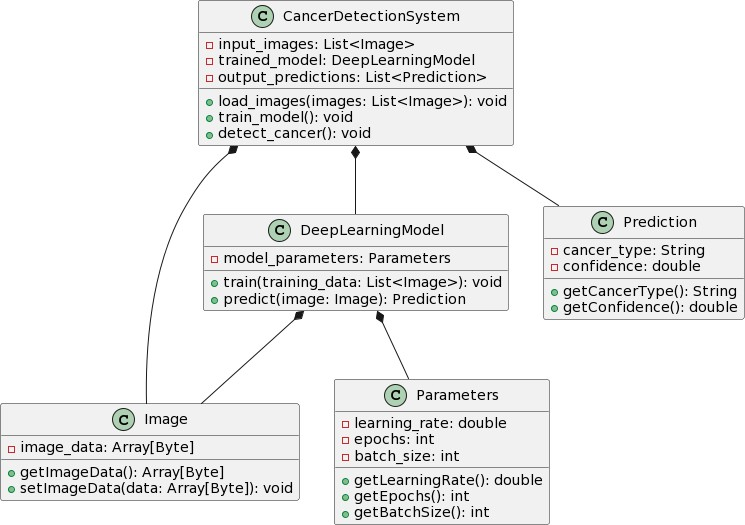 C CancerDetectionSystem
input_images: List<Image>
trained_model: DeepLearningModel
output_predictions: List<Prediction>
load_images(images: List<Image>): void
train_model(): void
detect_cancer(): void
C DeepLearningModel
model_parameters: Parameters
train(training_data: List<Image>): void
predict(image: Image): Prediction
C Prediction
cancer_type: String
confidence: double
getCancerType(): String
getConfidence(): double
C Image
image_data: Array[Byte]
getImageData(): Array[Byte]
setImageData(data: Array[Byte]): void
C Parameters
learning_rate: double
epochs: int
batch_size: int
getLearningRate(): double
getEpochs(): int
getBatchSize(): int